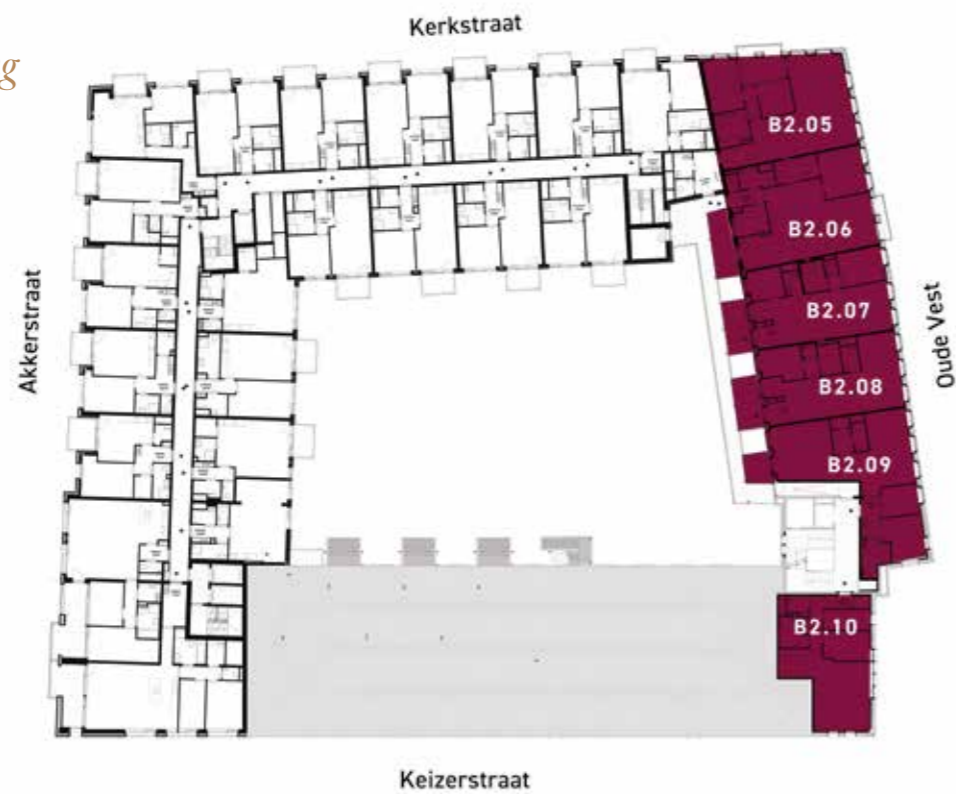 Kerkstraat
g
B2.05
B2.06
B2.07
B2.08
B2.09
B2.10
Akkerstraat
Oude Vest
Keizerstraat